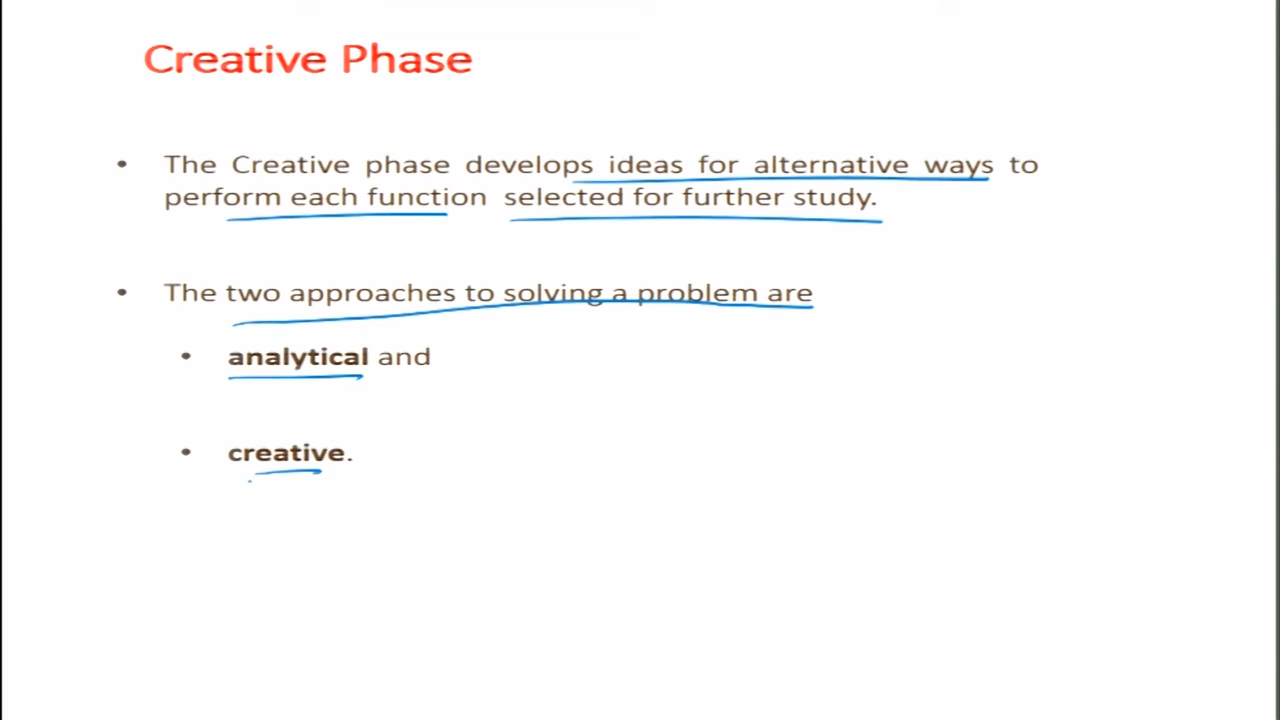 Creative Phase
• The Creative phase develops ideas for alternative ways to
perform each function selected for further study.
• The two approaches to solving a problem are
• analytical and
• creative.